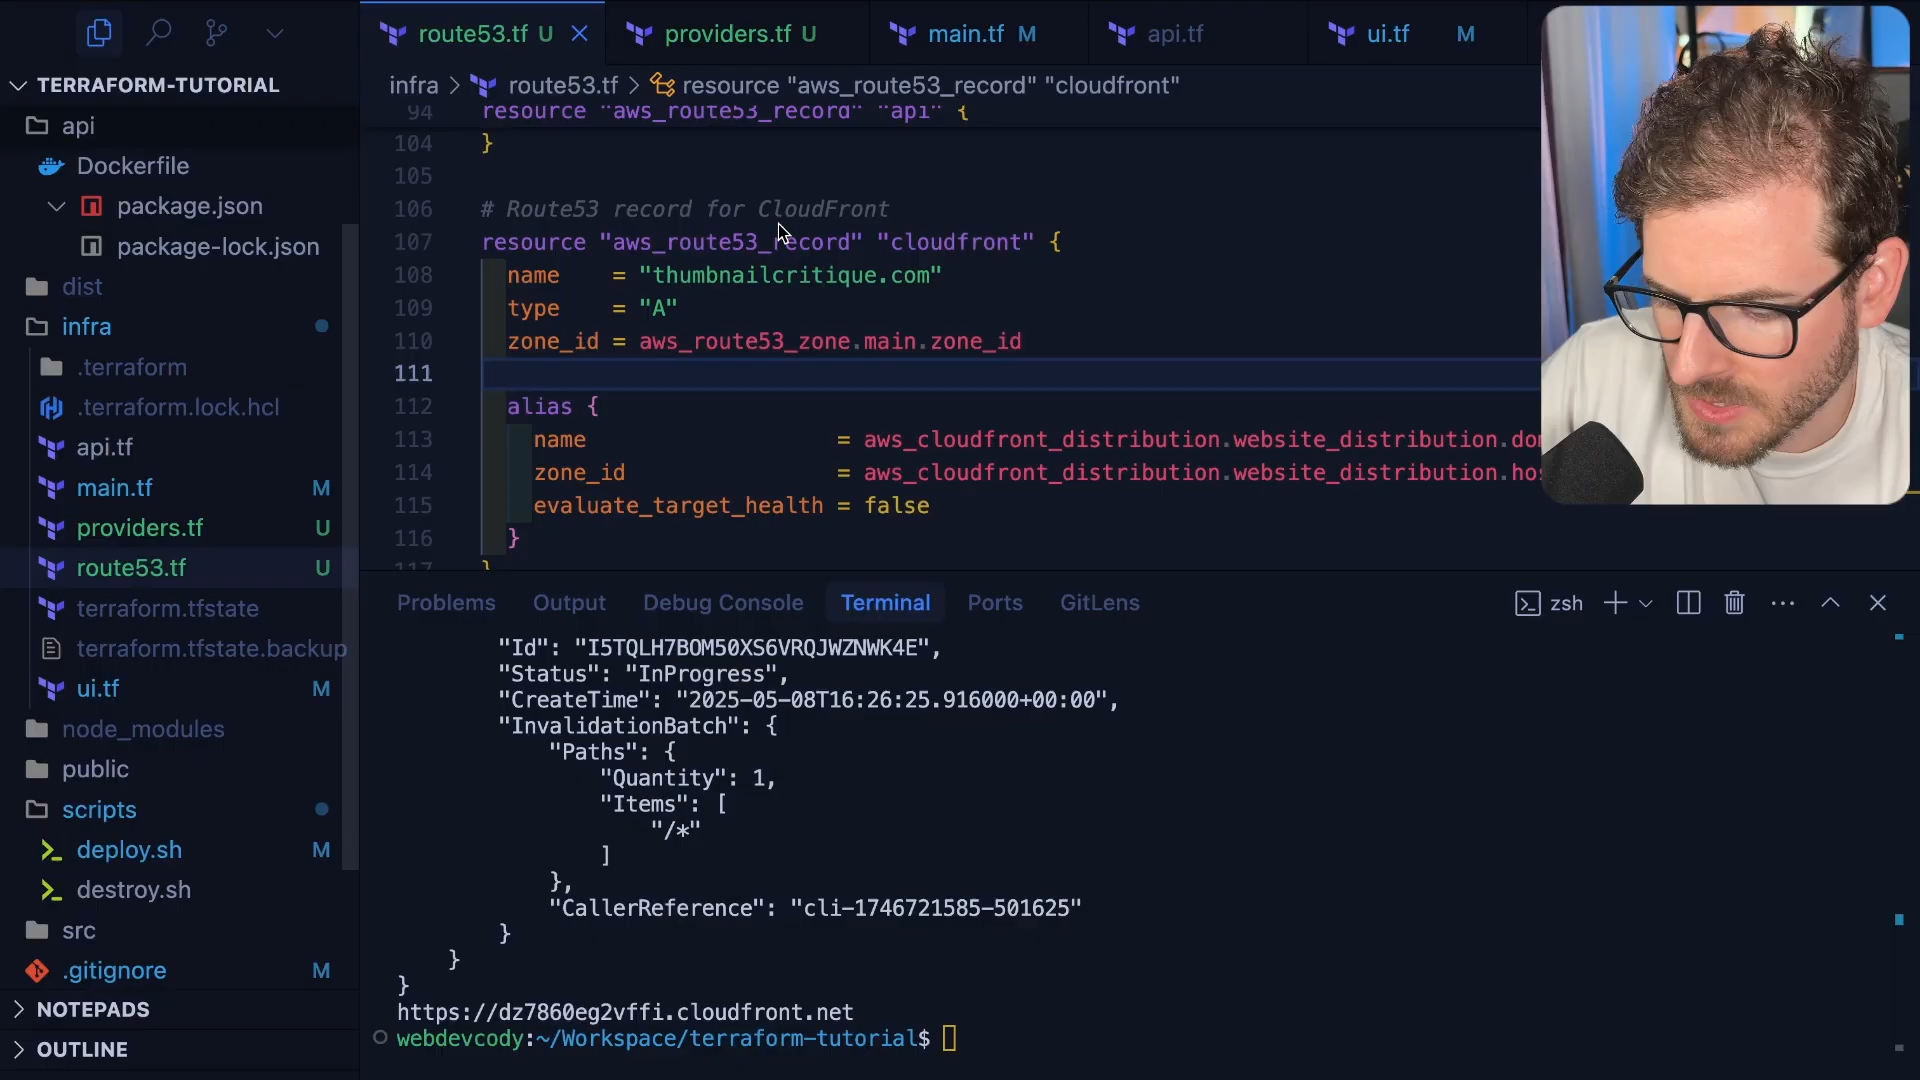 route53.tf U
providers.tf U
main.tf M
api.tf
ui.tf M
TERRAFORM-TUTORIAL
api
Dockerfile
package.json
package-lock.json
dist
infra
.terraform
.terraform.lock.hcl
api.tf
main.tf M
providers.tf U
route53.tf U
terraform.tfstate
terraform.tfstate.backup
ui.tf M
node_modules
public
scripts
deploy.sh M
destroy.sh
src
.gitignore M
NOTEPADS
OUTLINE
infra > route53.tf > resource "aws_route53_record" "cloudfront"
94 resource "aws_route53_record" "api" {
104 }
105
106 # Route53 record for CloudFront
107 resource "aws_route53_record" "cloudfront" {
108 name = "thumbnailcritique.com"
109 type = "A"
110 zone_id = aws_route53_zone.main.zone_id
111
112 alias {
113 name = aws_cloudfront_distribution.website_distribution.
114 zone_id = aws_cloudfront_distribution.website_distribution.
115 evaluate_target_health = false
116 }
117 }
Problems Output Debug Console Terminal Ports GitLens
zsh
"Id": "I5TQLH7BOM50XS6VRQJWZNWK4E",
"Status": "InProgress",
"CreateTime": "2025-05-08T16:26:25.916000+00:00",
"InvalidationBatch": {
"Paths": {
"Quantity": 1,
"Items": [
"/*"
]
},
"CallerReference": "cli-1746721585-501625"
}
}
}
https://dz7860eg2vffi.cloudfront.net
webdevcody:~/Workspace/terraform-tutorial$